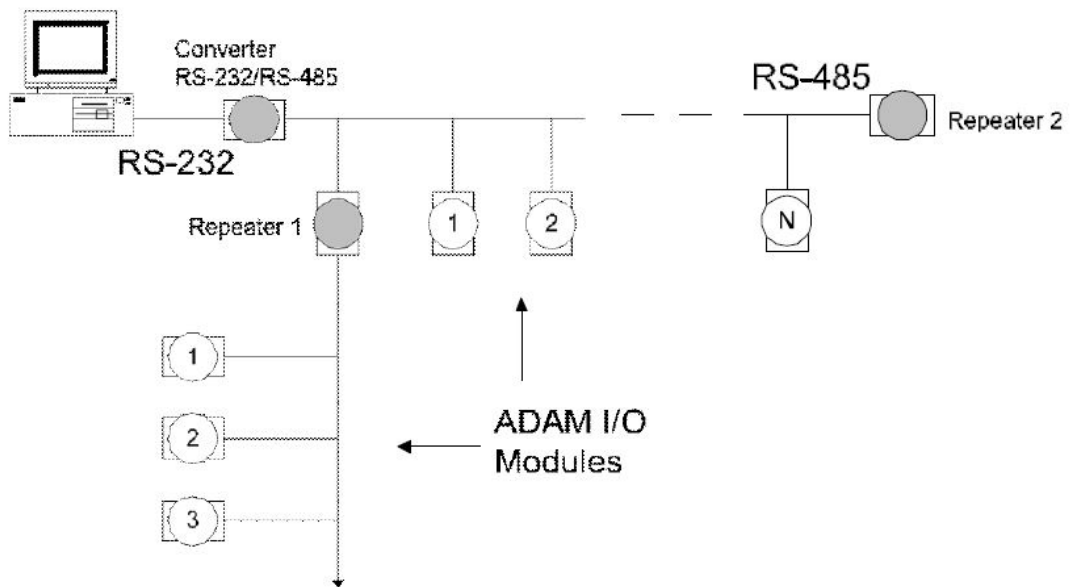 Converter
RS-232/RS-485
RS-485
Repeater 2
RS-232
Repeater 1
1
2
N
1
2
3
ADAM I/O
Modules